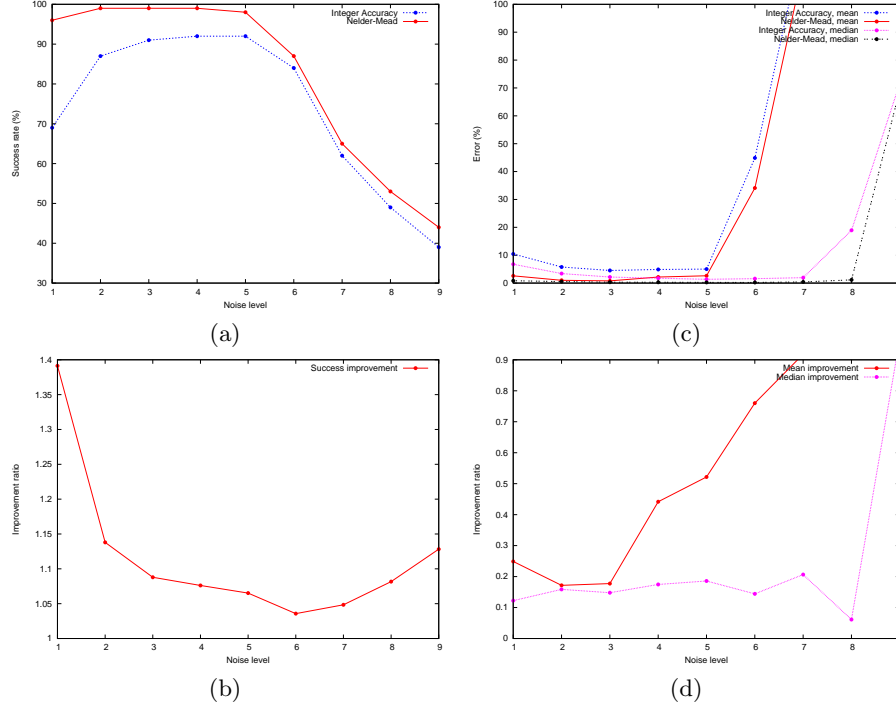 100
90
80
70
60
50
40
30
1 2 3 4 5 6 7 8 9
Success rate (%)
Noise level
Integer Accuracy
Nelder-Mead
(a)
100
90
80
70
60
50
40
30
20
10
0
1 2 3 4 5 6 7 8
Error (%)
Noise level
Integer Accuracy, mean
Nelder-Mead, mean
Integer Accuracy, median
Nelder-Mead, median
(c)
1.4
1.35
1.3
1.25
1.2
1.15
1.1
1.05
1
1 2 3 4 5 6 7 8 9
Improvement ratio
Noise level
Success improvement
(b)
0.9
0.8
0.7
0.6
0.5
0.4
0.3
0.2
0.1
0
1 2 3 4 5 6 7 8
Improvement ratio
Noise level
Mean improvement
Median improvement
(d)